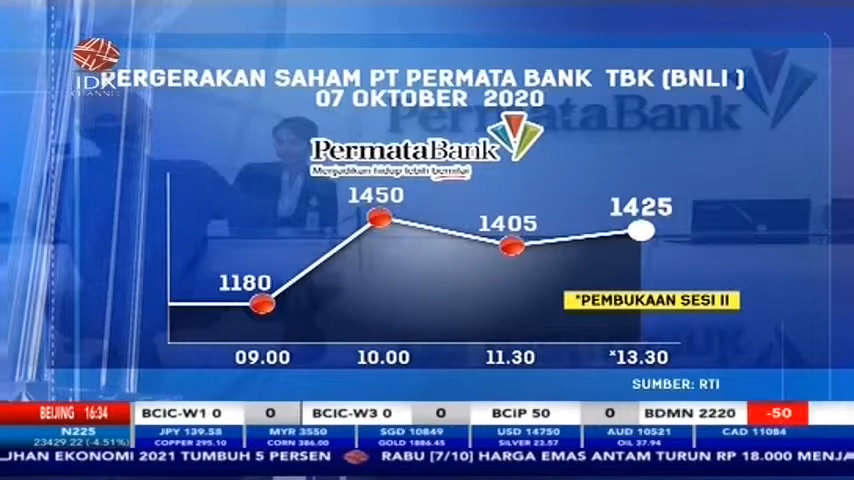 IDX
CHANNEL
PERGERAKAN SAHAM PT PERMATA BANK TBK (BNLI )
07 OKTOBER 2020
PermataBank
PermataBank
Menjadikan hidup lebih bernilai
1450
1405
1425
1180
*PEMBUKAAN SESI II
09.00 10.00 11.30 *13.30
SUMBER: RTI
BEIJING 16:34 BCIC-W1 0 0 BCIC-W3 0 0 BCIP 50 0 BDMN 2220 -50
N225 JPY 139.58 MYR 3550 SGD 10849 USD 14750 AUD 10521 CAD 11084
23429.22 (-4.51%) COPPER 295.10 CORN 386.00 GOLD 1886.45 SILVER 23.57 OIL 37.94
UHAN EKONOMI 2021 TUMBUH 5 PERSEN RABU [7/10] HARGA EMAS ANTAM TURUN RP 18.000 MENJA